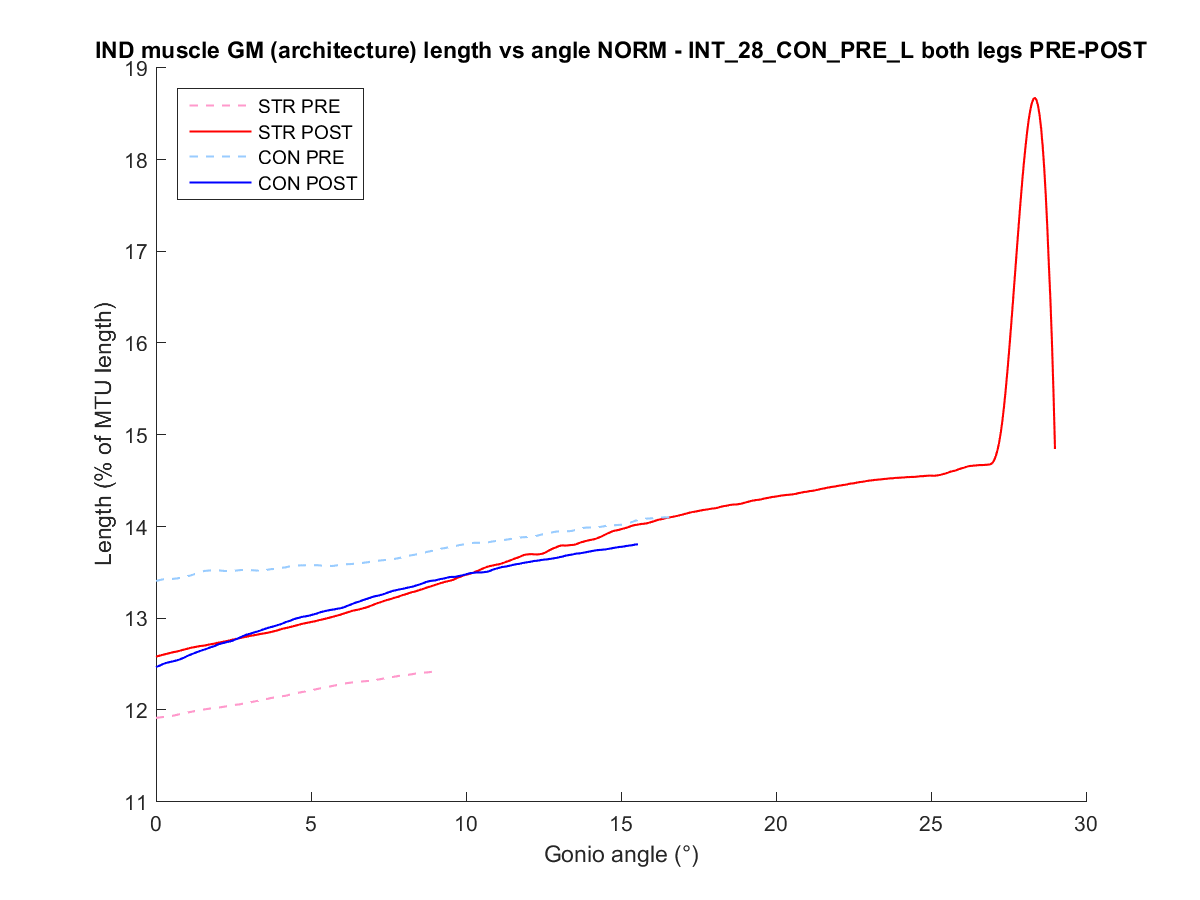 IND muscle GM (architecture) length vs angle NORM - INT_28_CON_PRE_L both legs PRE-POST
19
18
17
16
15
14
13
12
11
STR PRE
STR POST
CON PRE
CON POST
Length (% of MTU length)
0 5 10 15 20 25 30
Gonio angle (°)